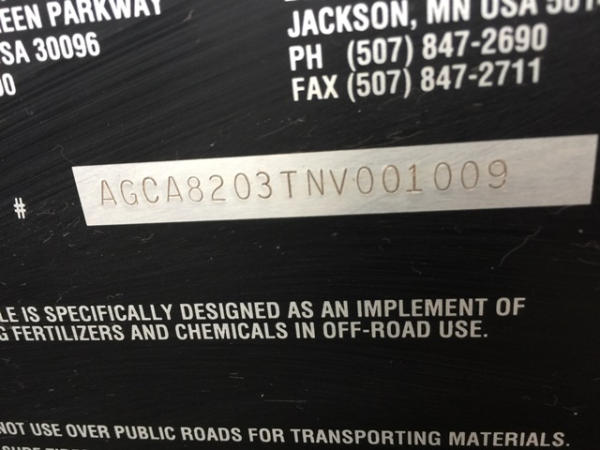 EEN PARKWAY
SA 30096
JACKSON, MN USA
PH (507) 847-2690
FAX (507) 847-2711
# AGCA8203TNV001009
LE IS SPECIFICALLY DESIGNED AS AN IMPLEMENT OF
G FERTILIZERS AND CHEMICALS IN OFF-ROAD USE.
NOT USE OVER PUBLIC ROADS FOR TRANSPORTING MATERIALS.